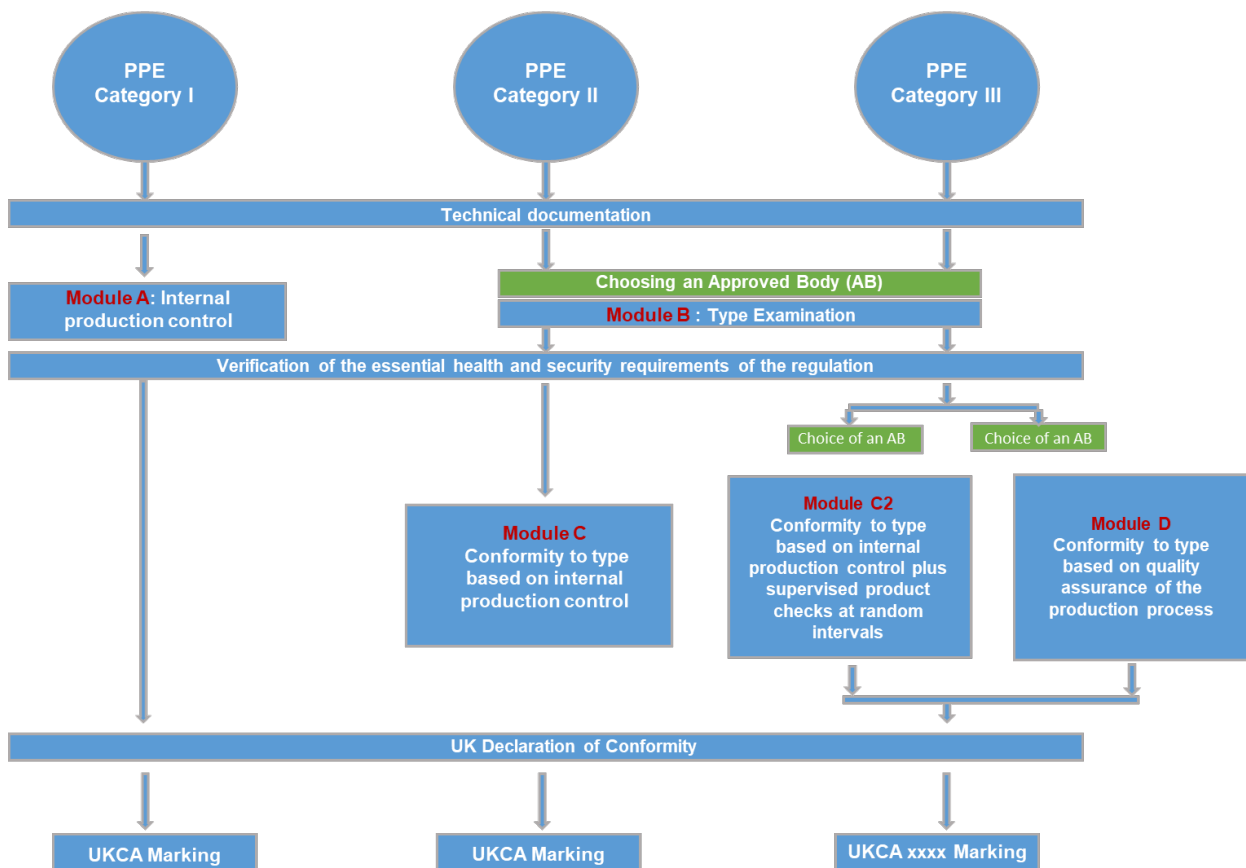 PPE
Category I
PPE
Category II
PPE
Category III
Technical documentation
Module A: Internal
production control
Choosing an Approved Body (AB)
Module B : Type Examination
Verification of the essential health and security requirements of the regulation
Choice of an AB
Choice of an AB
Module C
Conformity to type
based on internal
production control
Module C2
Conformity to type
based on internal
production control plus
supervised product
checks at random
intervals
Module D
Conformity to type
based on quality
assurance of the
production process
UK Declaration of Conformity
UKCA Marking
UKCA Marking
UKCA xxxx Marking